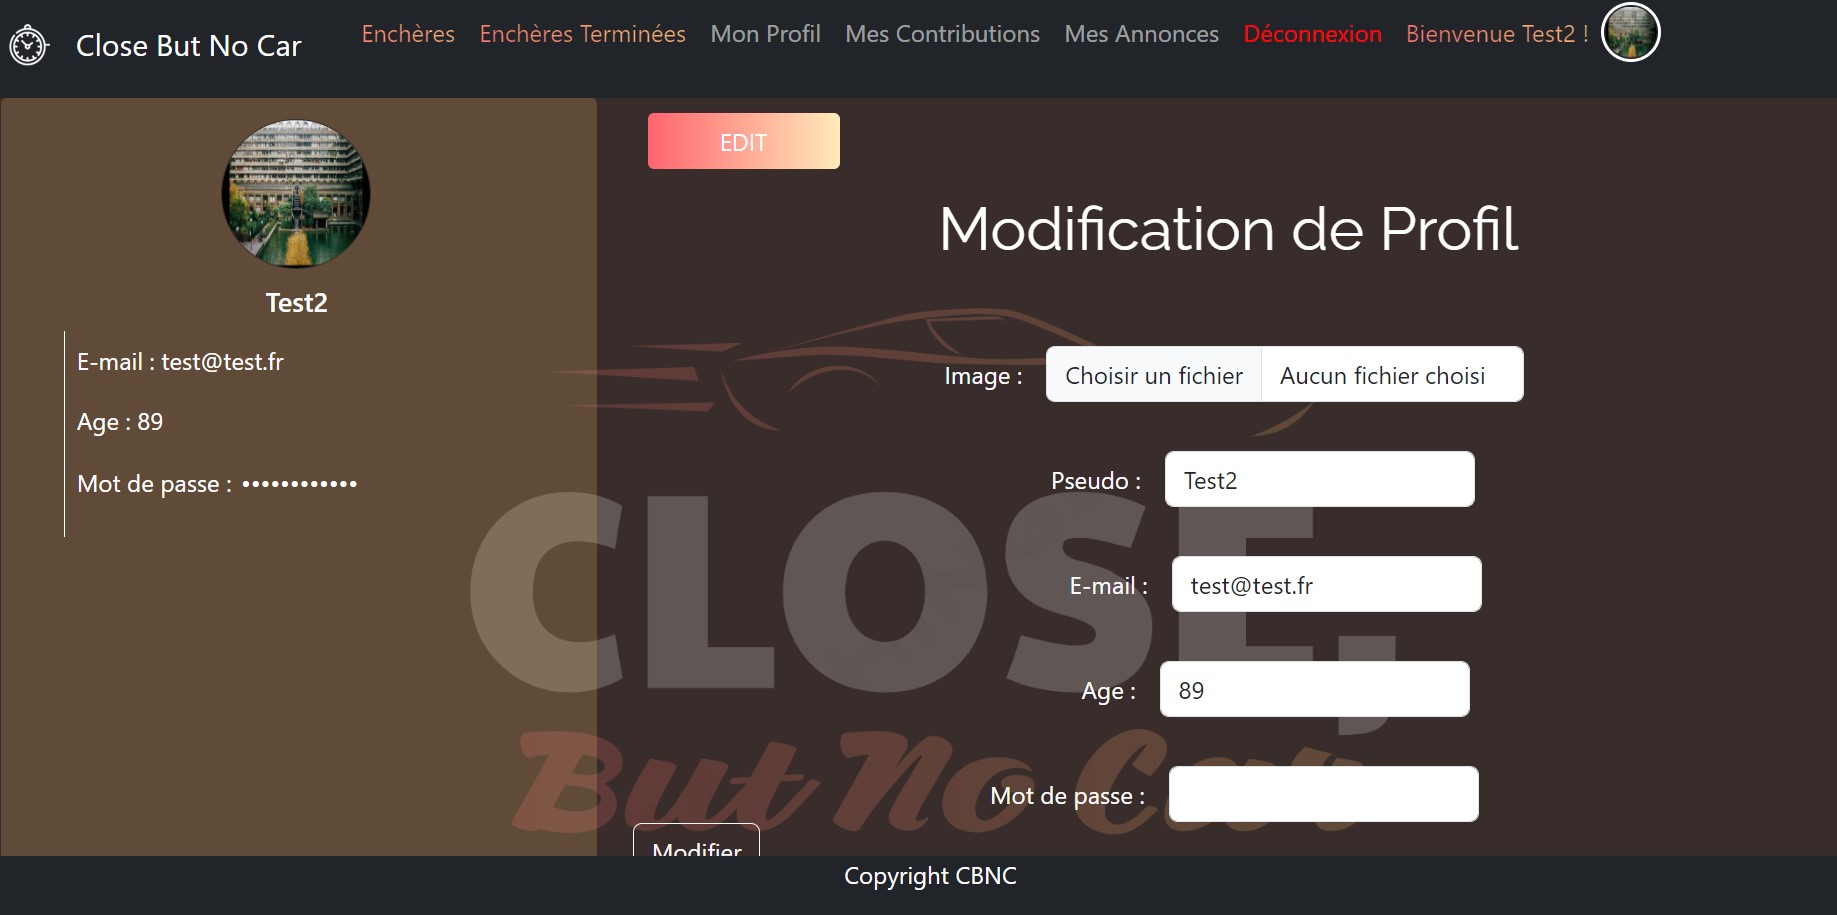 Close But No Car
Enchères
Enchères Terminées
Mon Profil
Mes Contributions
Mes Annonces
Déconnexion
Bienvenue Test2 !
Test2
E-mail : test@test.fr
Age : 89
Mot de passe : ••••••••••••
EDIT
Modification de Profil
Image :
Choisir un fichier
Aucun fichier choisi
Pseudo :
Test2
E-mail :
test@test.fr
Age :
89
Mot de passe :
CLOSE,
But No Car
Modifier
Copyright CBNC